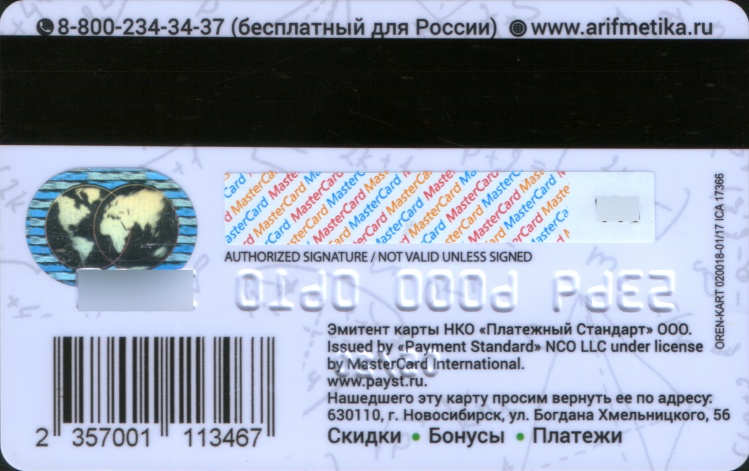 8-800-234-34-37 (бесплатный для России) www.arifmetika.ru
MasterCard
AUTHORIZED SIGNATURE / NOT VALID UNLESS SIGNED
OREN-KART 020018-01/17 ICA 17366
Эмитент карты НКО «Платежный Стандарт» ООО.
Issued by «Payment Standard» NCO LLC under license
by MasterCard International.
www.payst.ru
Нашедшего эту карту просим вернуть ее по адресу:
630110, г. Новосибирск, ул. Богдана Хмельницкого, 56
Скидки • Бонусы • Платежи
2 357001 113467